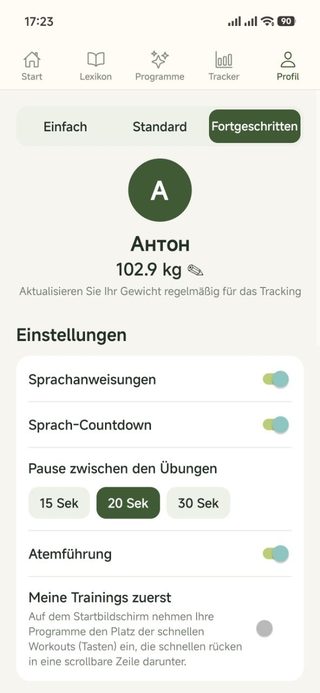 17:23
90
Start
Lexikon
Programme
Tracker
Profil
Einfach
Standard
Fortgeschritten
А
Антон
102.9 kg
Aktualisieren Sie Ihr Gewicht regelmäßig für das Tracking
Einstellungen
Sprachanweisungen
Sprach-Countdown
Pause zwischen den Übungen
15 Sek
20 Sek
30 Sek
Atemführung
Meine Trainings zuerst
Auf dem Startbildschirm nehmen Ihre
Programme den Platz der schnellen
Workouts (Tasten) ein, die schnellen rücken
in eine scrollbare Zeile darunter.